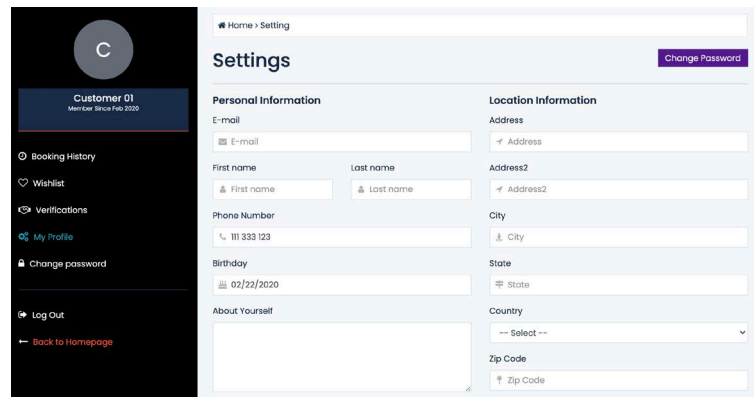 C
Customer 01
Member Since Feb 2020
Booking History
Wishlist
Verifications
My Profile
Change password
Log Out
Back to Homepage
Home > Setting
Settings
Change Password
Personal Information
E-mail
E-mail
First name
Last name
First name
Last name
Phone Number
111 333 123
Birthday
02/22/2020
About Yourself
Location Information
Address
Address
Address2
Address2
City
City
State
State
Country
-- Select --
Zip Code
Zip Code